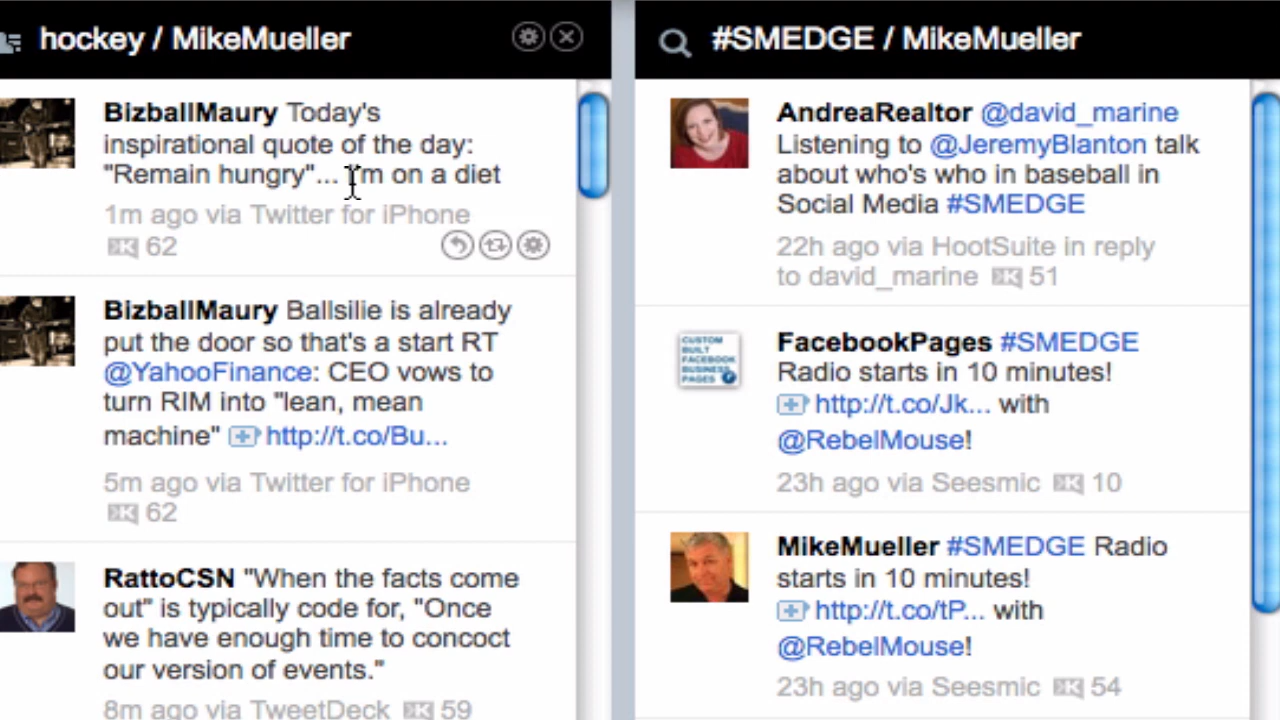 hockey / MikeMueller
BizballMaury Today's
inspirational quote of the day:
"Remain hungry"... I'm on a diet
1m ago via Twitter for iPhone
62
BizballMaury Ballsilie is already
put the door so that's a start RT
@YahooFinance: CEO vows to
turn RIM into "lean, mean
machine" http://t.co/Bu...
5m ago via Twitter for iPhone
62
RattoCSN "When the facts come
out" is typically code for, "Once
we have enough time to concoct
our version of events."
8m ago via TweetDeck 59
#SMEDGE / MikeMueller
AndreaRealtor @david_marine
Listening to @JeremyBlanton talk
about who's who in baseball in
Social Media #SMEDGE
22h ago via HootSuite in reply
to david_marine 51
CUSTOM
BUILT
FACEBOOK
BUSINESS
PAGES
FacebookPages #SMEDGE
Radio starts in 10 minutes!
http://t.co/Jk... with
@RebelMouse!
23h ago via Seesmic 10
MikeMueller #SMEDGE Radio
starts in 10 minutes!
http://t.co/tP... with
@RebelMouse!
23h ago via Seesmic 54